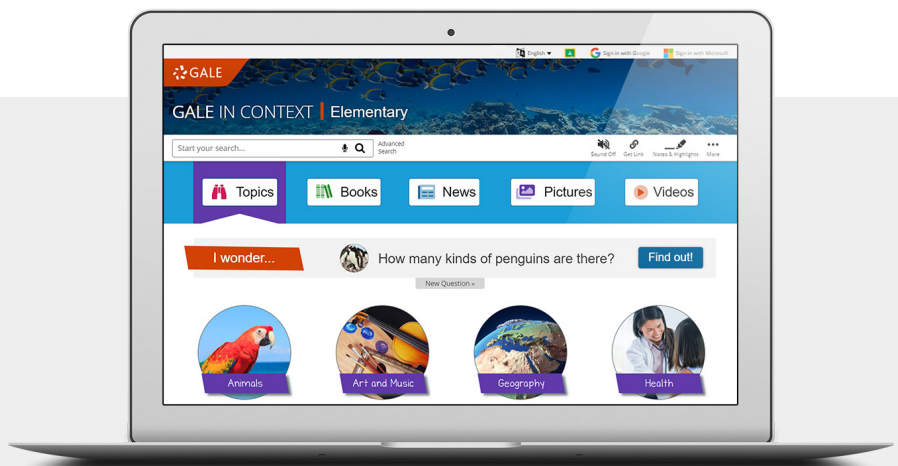 English
Sign in with Google
Sign in with Microsoft
GALE
GALE IN CONTEXT | Elementary
Start your search...
Advanced
Search
Sound Off
Get Link
Notes & Highlights
More
Topics
Books
News
Pictures
Videos
I wonder...
How many kinds of penguins are there?
Find out!
New Question »
Animals
Art and Music
Geography
Health